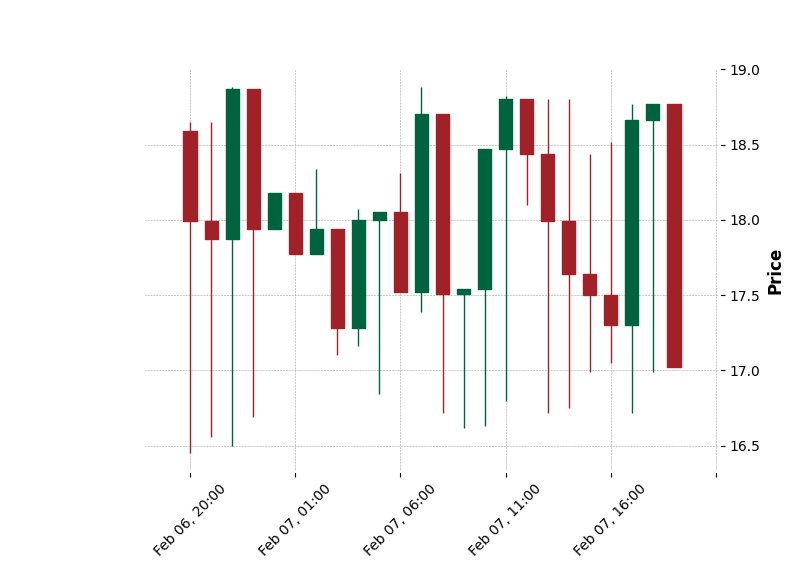 19.0
18.5
18.0
17.5
17.0
16.5
Price
Feb 06, 20:00
Feb 07, 01:00
Feb 07, 06:00
Feb 07, 11:00
Feb 07, 16:00